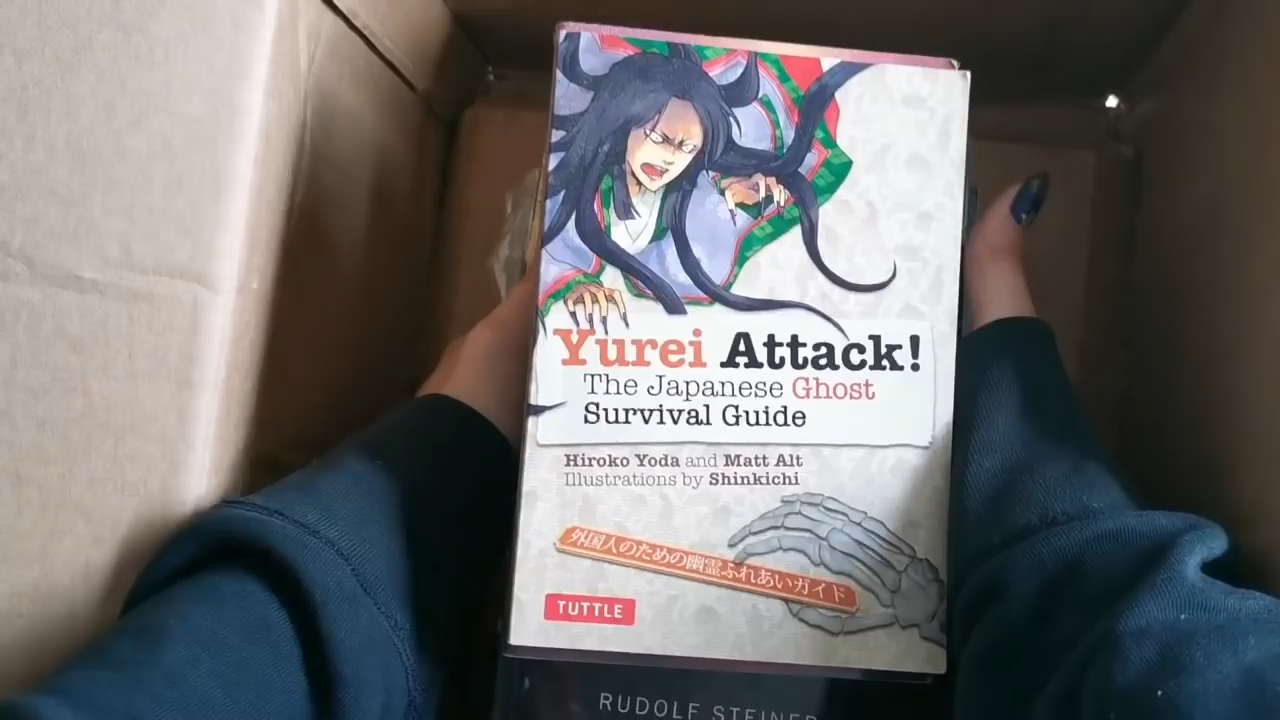 Yurei Attack!
The Japanese Ghost
Survival Guide
Hiroko Yoda and Matt Alt
Illustrations by Shinkichi
外国人のための幽霊ふれあいガイド
TUTTLE
RUDOLF STEINER